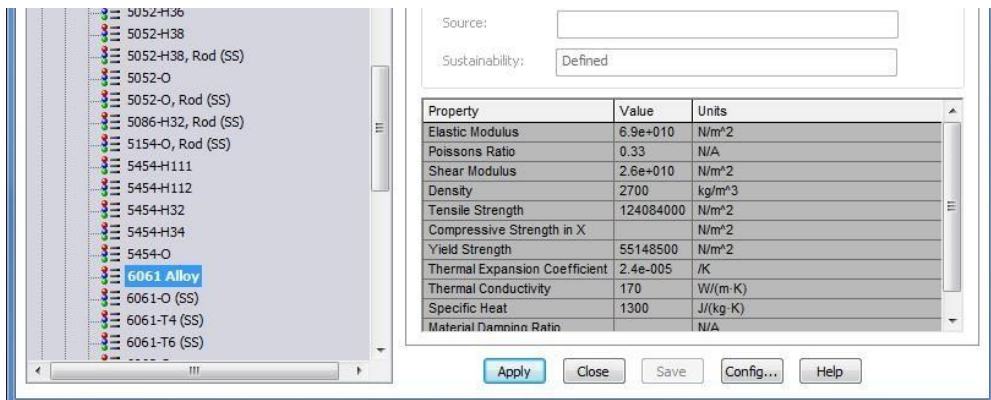 5052-H36
5052-H38
5052-H38, Rod (SS)
5052-O
5052-O, Rod (SS)
5086-H32, Rod (SS)
5154-O, Rod (SS)
5454-H111
5454-H112
5454-H32
5454-H34
5454-O
6061 Alloy
6061-O (SS)
6061-T4 (SS)
6061-T6 (SS)
Source:
Sustainability: Defined
Property Value Units
Elastic Modulus 6.9e+010 N/m^2
Poissons Ratio 0.33 N/A
Shear Modulus 2.6e+010 N/m^2
Density 2700 kg/m^3
Tensile Strength 124084000 N/m^2
Compressive Strength in X N/m^2
Yield Strength 55148500 N/m^2
Thermal Expansion Coefficient 2.4e-005 /K
Thermal Conductivity 170 W/(m·K)
Specific Heat 1300 J/(kg·K)
Material Damping Ratio N/A
Apply Close Save Config... Help